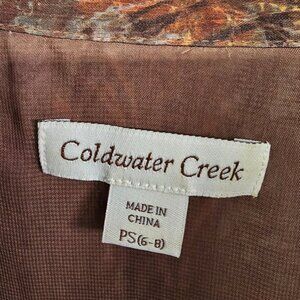 Coldwater Creek
MADE IN
CHINA
PS(6-8)